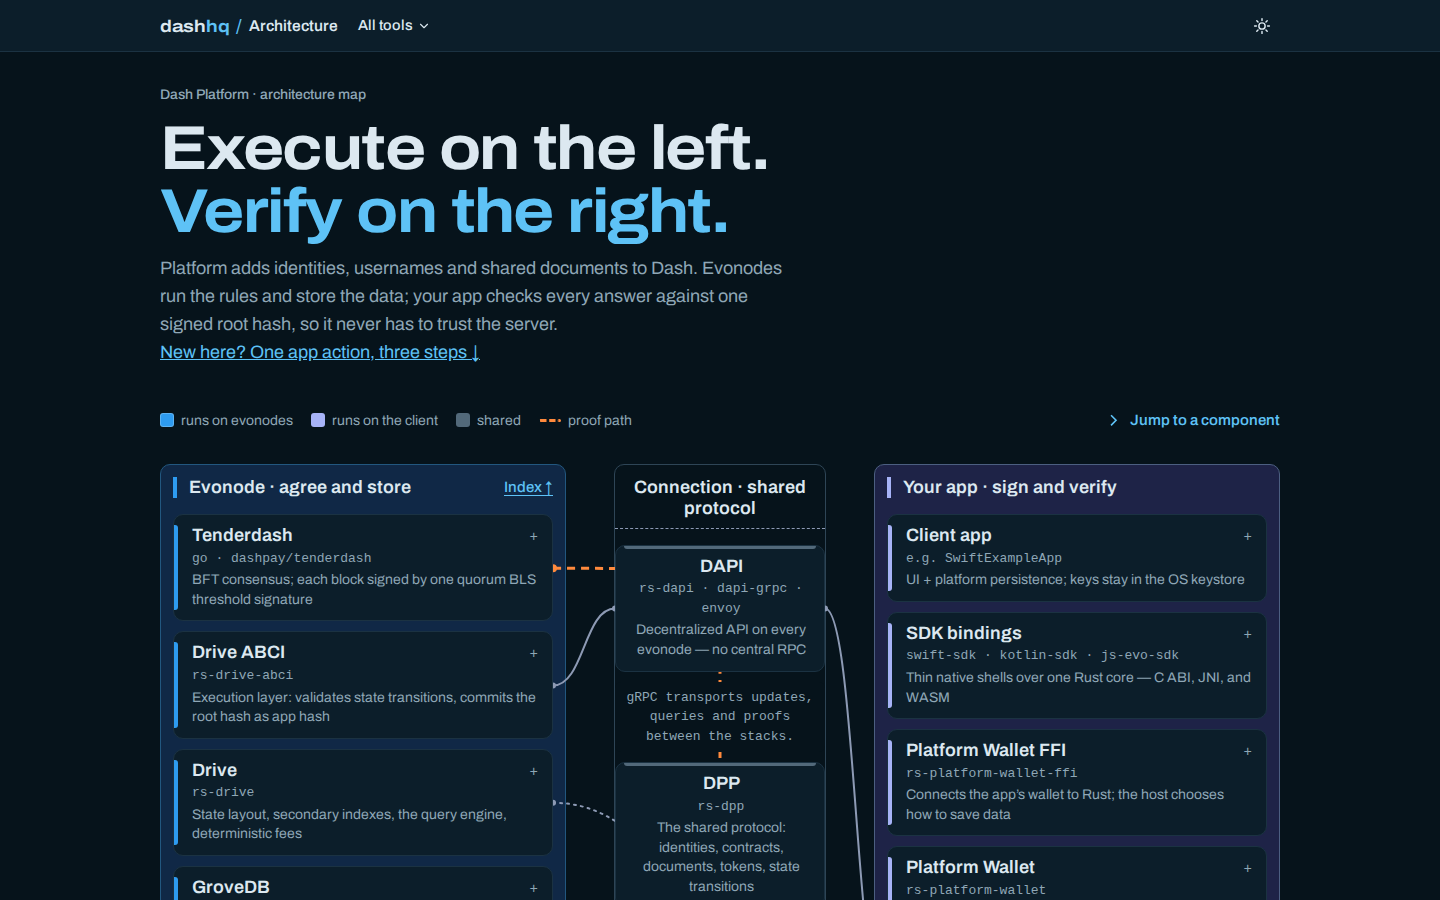 dashhq / Architecture All tools
Dash Platform · architecture map
Execute on the left.
Verify on the right.
Platform adds identities, usernames and shared documents to Dash. Evonodes
run the rules and store the data; your app checks every answer against one
signed root hash, so it never has to trust the server.
New here? One app action, three steps ↓
runs on evonodes runs on the client shared proof path Jump to a component
Evonode · agree and store Index ↑
Tenderdash +
go · dashpay/tenderdash
BFT consensus; each block signed by one quorum BLS
threshold signature
Drive ABCI +
rs-drive-abci
Execution layer: validates state transitions, commits the
root hash as app hash
Drive +
rs-drive
State layout, secondary indexes, the query engine,
deterministic fees
GroveDB +
Connection · shared
protocol
DAPI
rs-dapi · dapi-grpc ·
envoy
Decentralized API on every
evonode — no central RPC
gRPC transports updates,
queries and proofs
between the stacks.
DPP
rs-dpp
The shared protocol:
identities, contracts,
documents, tokens, state
transitions
Your app · sign and verify
Client app +
e.g. SwiftExampleApp
UI + platform persistence; keys stay in the OS keystore
SDK bindings +
swift-sdk · kotlin-sdk · js-evo-sdk
Thin native shells over one Rust core — C ABI, JNI, and
WASM
Platform Wallet FFI +
rs-platform-wallet-ffi
Connects the app's wallet to Rust; the host chooses
how to save data
Platform Wallet +
rs-platform-wallet